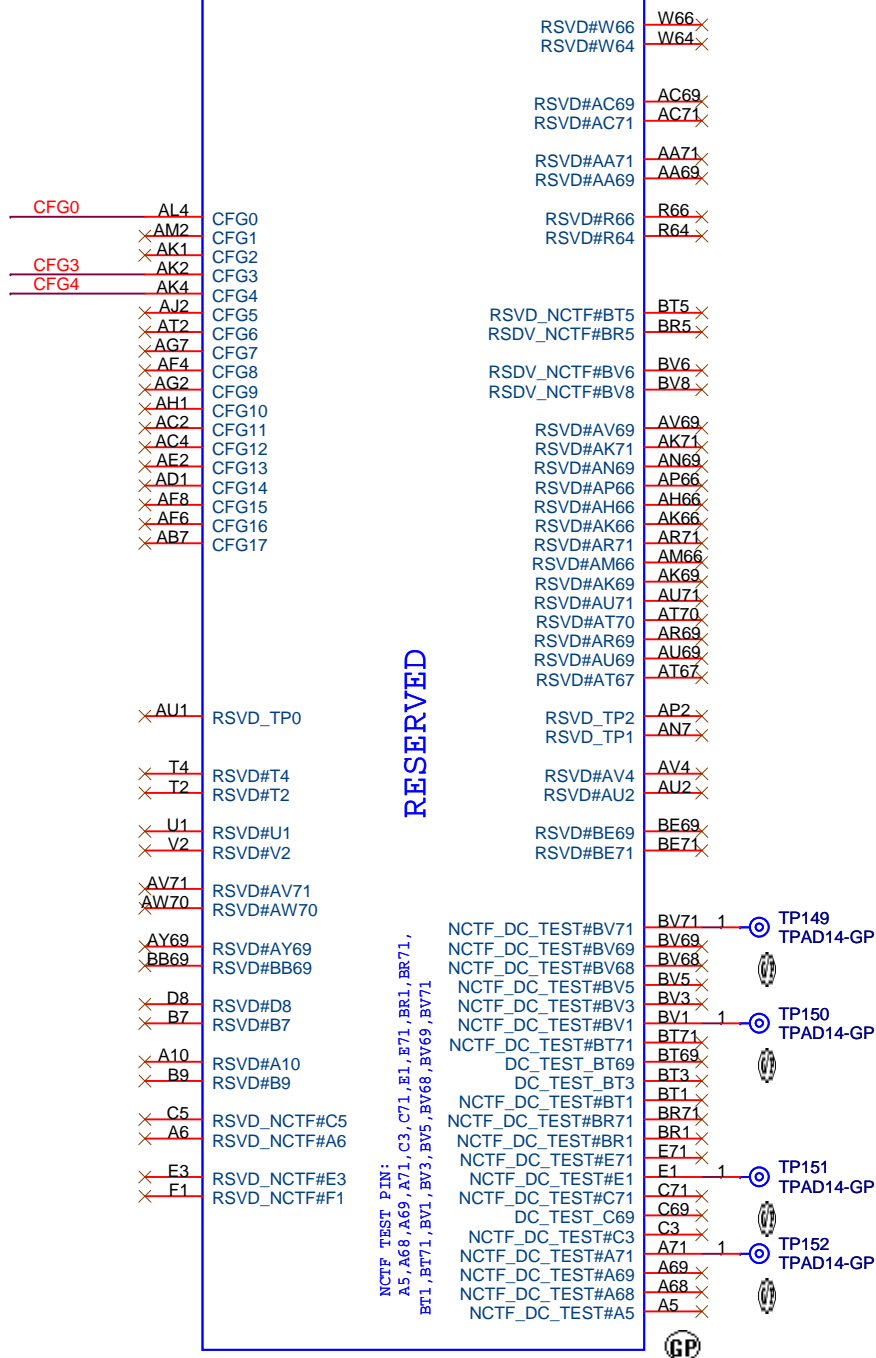 CFG0 AL4 CFG0
AM2 CFG1
AK1 CFG2
CFG3 AK2 CFG3
CFG4 AK4 CFG4
AJ2 CFG5
AT2 CFG6
AG7 CFG7
AF4 CFG8
AG2 CFG9
AH1 CFG10
AC2 CFG11
AC4 CFG12
AE2 CFG13
AD1 CFG14
AF8 CFG15
AF6 CFG16
AB7 CFG17
AU1 RSVD_TP0
T4 RSVD#T4
T2 RSVD#T2
U1 RSVD#U1
V2 RSVD#V2
AV71 RSVD#AV71
AW70 RSVD#AW70
AY69 RSVD#AY69
BB69 RSVD#BB69
D8 RSVD#D8
B7 RSVD#B7
A10 RSVD#A10
B9 RSVD#B9
C5 RSVD_NCTF#C5
A6 RSVD_NCTF#A6
E3 RSVD_NCTF#E3
F1 RSVD_NCTF#F1
RESERVED
NCTF TEST PIN:
A5,A68,A69,A71,C3,C71,E1,E71,BR1,BR71,
BT1,BT71,BV1,BV3,BV5,BV68,BV69,BV71
RSVD#W66 W66
RSVD#W64 W64
RSVD#AC69 AC69
RSVD#AC71 AC71
RSVD#AA71 AA71
RSVD#AA69 AA69
RSVD#R66 R66
RSVD#R64 R64
RSVD_NCTF#BT5 BT5
RSDV_NCTF#BR5 BR5
RSDV_NCTF#BV6 BV6
RSDV_NCTF#BV8 BV8
RSVD#AV69 AV69
RSVD#AK71 AK71
RSVD#AN69 AN69
RSVD#AP66 AP66
RSVD#AH66 AH66
RSVD#AK66 AK66
RSVD#AR71 AR71
RSVD#AM66 AM66
RSVD#AK69 AK69
RSVD#AU71 AU71
RSVD#AT70 AT70
RSVD#AR69 AR69
RSVD#AU69 AU69
RSVD#AT67 AT67
RSVD_TP2 AP2
RSVD_TP1 AN7
RSVD#AV4 AV4
RSVD#AU2 AU2
RSVD#BE69 BE69
RSVD#BE71 BE71
NCTF_DC_TEST#BV71 BV71 1 TP149
TPAD14-GP
NCTF_DC_TEST#BV69 BV69
NCTF_DC_TEST#BV68 BV68
NCTF_DC_TEST#BV5 BV5
NCTF_DC_TEST#BV3 BV3
NCTF_DC_TEST#BV1 BV1 1 TP150
TPAD14-GP
NCTF_DC_TEST#BT71 BT71
DC_TEST_BT69 BT69
DC_TEST_BT3 BT3
NCTF_DC_TEST#BT1 BT1
NCTF_DC_TEST#BR71 BR71
NCTF_DC_TEST#BR1 BR1
NCTF_DC_TEST#E71 E71
NCTF_DC_TEST#E1 E1 1 TP151
TPAD14-GP
NCTF_DC_TEST#C71 C71
DC_TEST_C69 C69
NCTF_DC_TEST#C3 C3
NCTF_DC_TEST#A71 A71 1 TP152
TPAD14-GP
NCTF_DC_TEST#A69 A69
NCTF_DC_TEST#A68 A68
NCTF_DC_TEST#A5 A5
GP